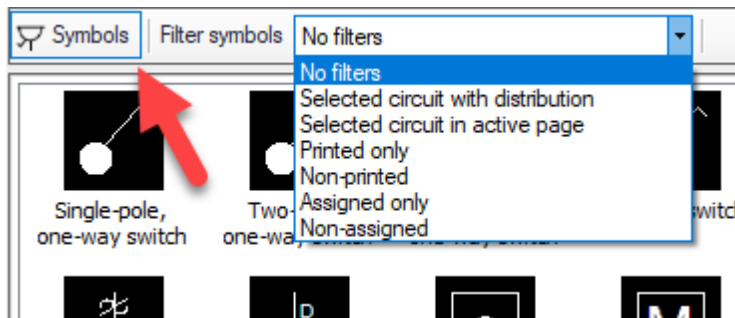 Symbols Filter symbols No filters
No filters
Selected circuit with distribution
Selected circuit in active page
Printed only
Non-printed
Assigned only
Non-assigned
Single-pole,
one-way switch
D
M